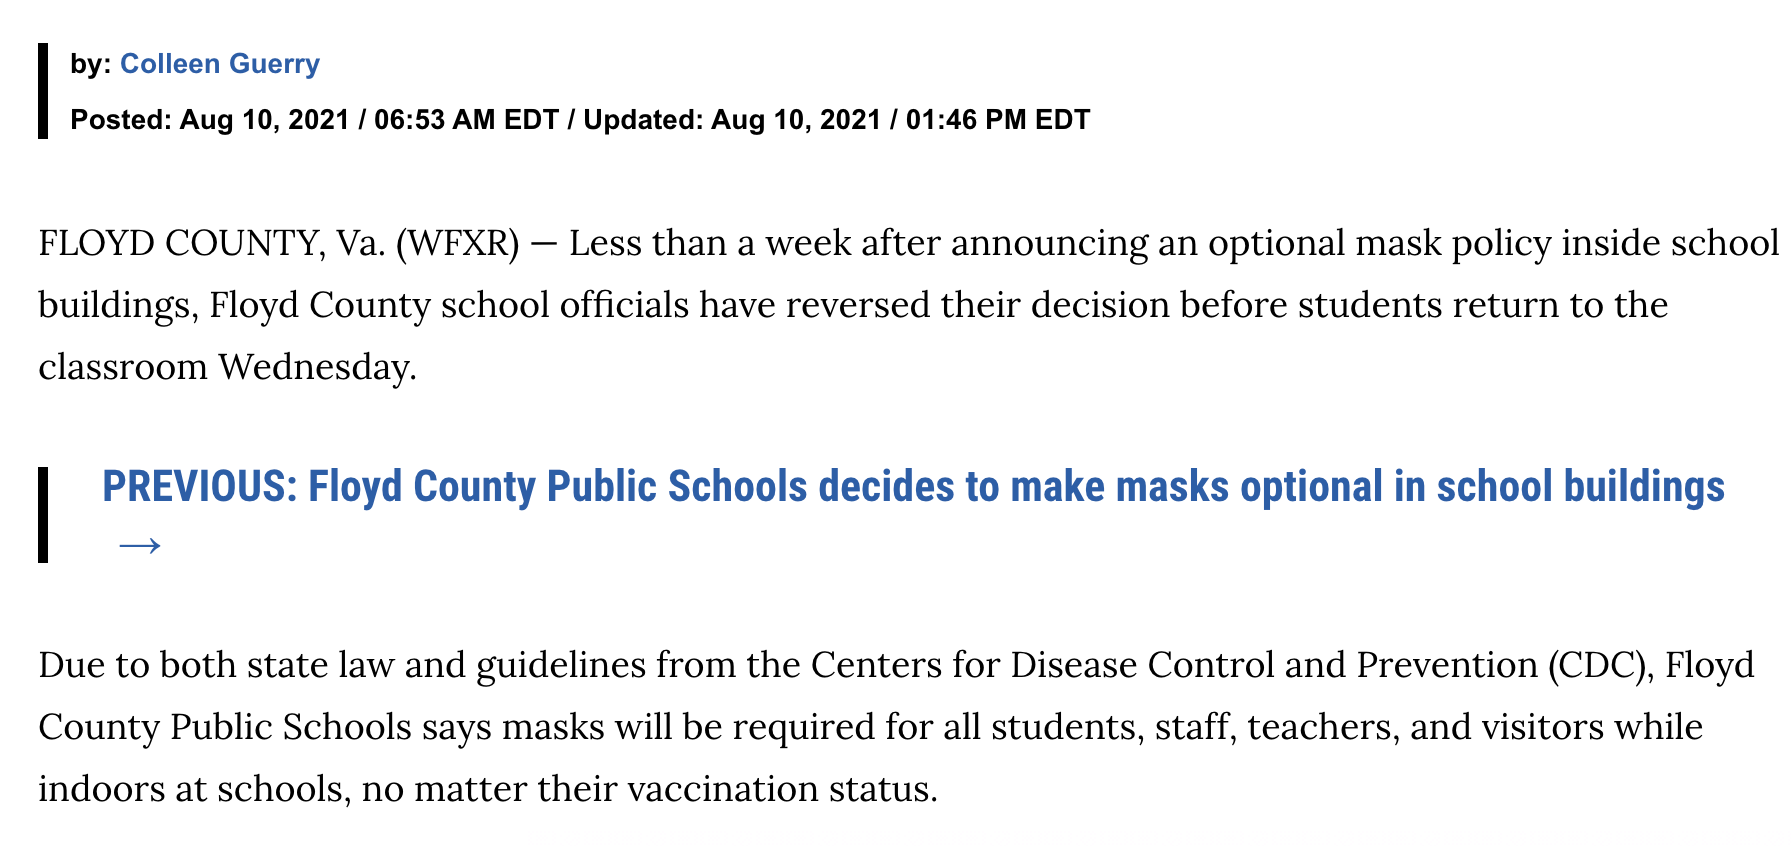 by: Colleen Guerry
Posted: Aug 10, 2021 / 06:53 AM EDT / Updated: Aug 10, 2021 / 01:46 PM EDT
FLOYD COUNTY, Va. (WFXR) — Less than a week after announcing an optional mask policy inside school
buildings, Floyd County school officials have reversed their decision before students return to the
classroom Wednesday.
PREVIOUS: Floyd County Public Schools decides to make masks optional in school buildings
→
Due to both state law and guidelines from the Centers for Disease Control and Prevention (CDC), Floyd
County Public Schools says masks will be required for all students, staff, teachers, and visitors while
indoors at schools, no matter their vaccination status.